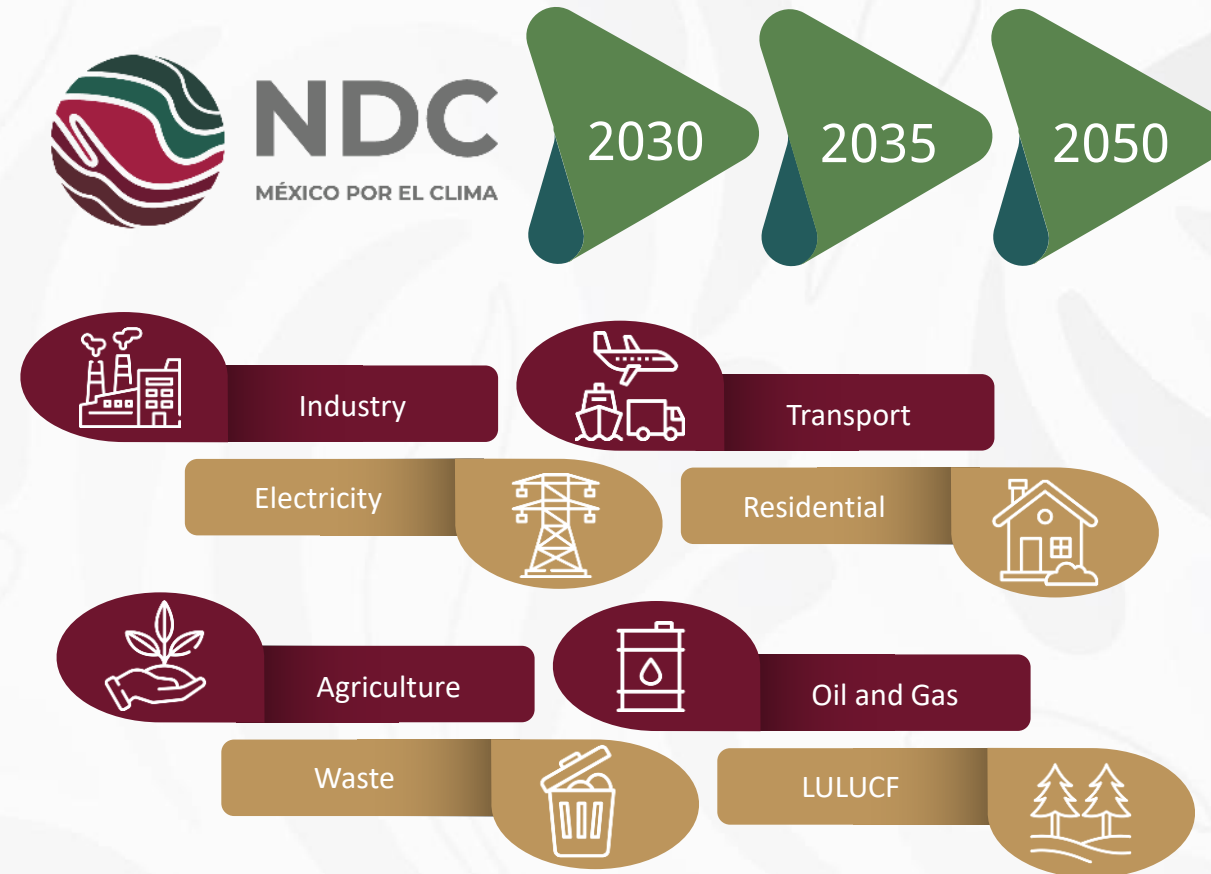 NDC
MÉXICO POR EL CLIMA
2030
2035
2050
Industry
Transport
Electricity
Residential
Agriculture
Oil and Gas
Waste
LULUCF